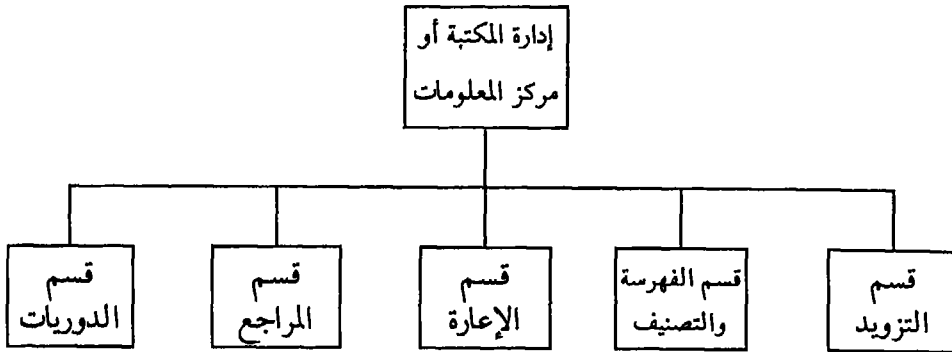 إدارة المكتبة أو
مركز المعلومات
قسم
التزويد
قسم الفهرسة
والتصنيف
قسم
الإعارة
قسم
المراجع
قسم
الدوريات